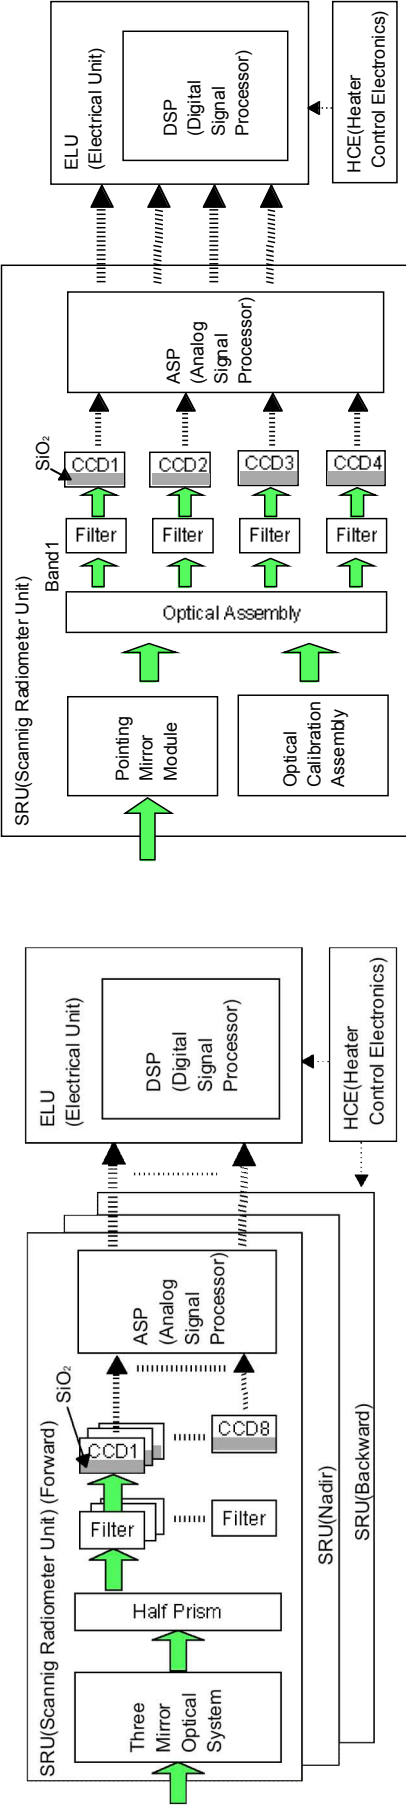 SRU(Scannig Radiometer Unit) (Forward)
Three
Mirror
Optical
System
Half Prism
Filter
Filter
SiO2
CCD1
CCD8
ASP
(Analog
Signal
Processor)
SRU(Nadir)
SRU(Backward)
ELU
(Electrical Unit)
DSP
(Digital
Signal
Processor)
HCE(Heater
Control Electronics)
SRU(Scannig Radiometer Unit)
Pointing
Mirror
Module
Optical
Calibration
Assembly
Optical Assembly
Band1
Filter
Filter
Filter
Filter
SiO2
CCD1
CCD2
CCD3
CCD4
ASP
(Analog
Signal
Processor)
ELU
(Electrical Unit)
DSP
(Digital
Signal
Processor)
HCE(Heater
Control Electronics)